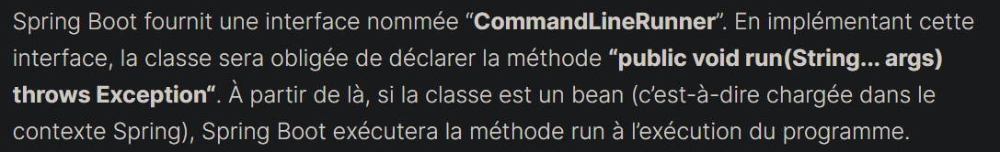 Spring Boot fournit une interface nommée “CommandLineRunner”. En implémentant cette
interface, la classe sera obligée de déclarer la méthode “public void run(String... args)
throws Exception“. À partir de là, si la classe est un bean (c’est-à-dire chargée dans le
contexte Spring), Spring Boot exécutera la méthode run à l’exécution du programme.